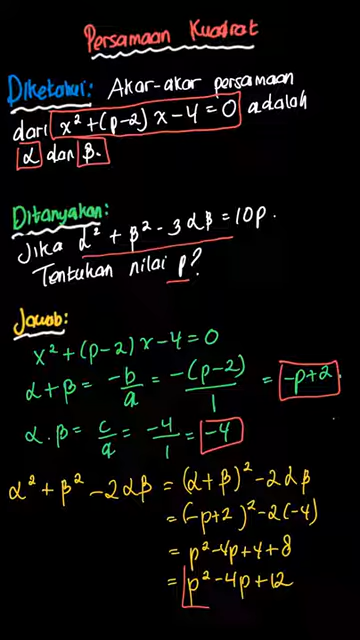 Persamaan Kuadrat
Diketahui: Akar-akar persamaan
dari x² + (p-2) x - 4 = 0 adalah
α dan β.
Ditanyakan:
Jika α² + β² - 3αβ = 10p.
Tentukan nilai p?
Jawab:
x² + (p-2) x - 4 = 0
α + β = -b/a = -(p-2)/1 = -p+2.
α . β = c/a = -4/1 = -4
α² + β² - 2αβ = (α + β)² - 2αβ
= (-p+2)² - 2(-4)
= p² - 4p + 4 + 8
= p² - 4p + 12